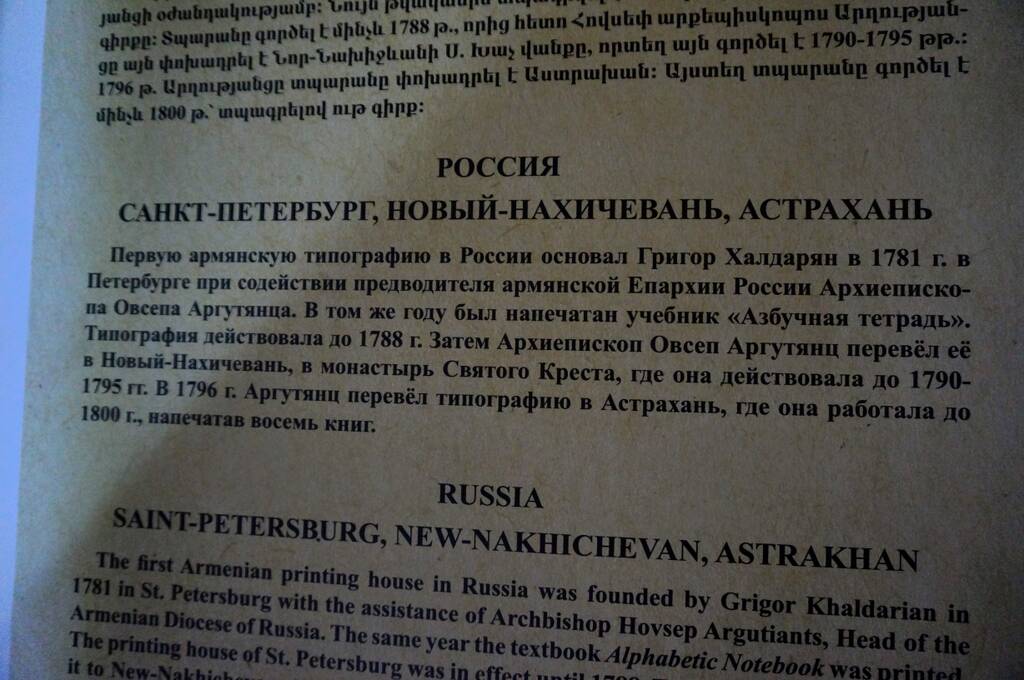 յանցի օժանդակությամբ: Նույն թվականին
գիրքը: Տպարանը գործել է մինչև 1788 թ., որից հետո Հովսեփ արքեպիսկոպոս Արղության-
ցը այն փոխադրել է Նոր-Նախիջևանի Ս. Խաչ վանքը, որտեղ այն գործել է 1790-1795 թթ.:
1796 թ. Արղությանցը տպարանը փոխադրել է Աստրախան: Այստեղ տպարանը գործել է
մինչև 1800 թ.՝ տպագրելով ութ գիրք:
РОССИЯ
САНКТ-ПЕТЕРБУРГ, НОВЫЙ-НАХИЧЕВАНЬ, АСТРАХАНЬ
Первую армянскую типографию в России основал Григор Халдарян в 1781 г. в
Петербурге при содействии предводителя армянской Епархии России Архиеписко-
па Овсепа Аргутянца. В том же году был напечатан учебник «Азбучная тетрадь».
Типография действовала до 1788 г. Затем Архиепископ Овсеп Аргутянц перевёл её
в Новый-Нахичевань, в монастырь Святого Креста, где она действовала до 1790-
1795 гг. В 1796 г. Аргутянц перевёл типографию в Астрахань, где она работала до
1800 г., напечатав восемь книг.
RUSSIA
SAINT-PETERSBURG, NEW-NAKHICHEVAN, ASTRAKHAN
The first Armenian printing house in Russia was founded by Grigor Khaldarian in
1781 in St. Petersburg with the assistance of Archbishop Hovsep Argutiants, Head of the
Armenian Diocese of Russia. The same year the textbook Alphabetic Notebook was printed.
The printing house of St. Petersburg was in effect until 1788.
it to New-Nakhichevan